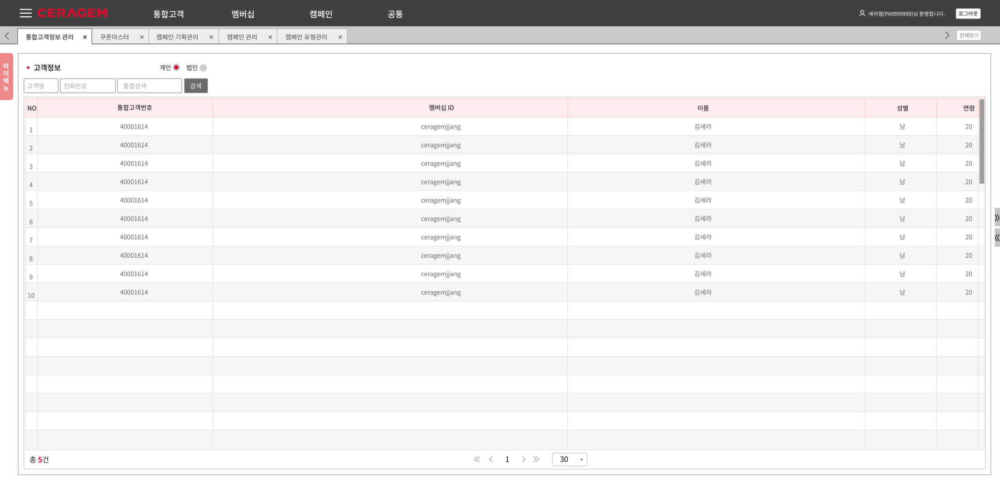 CERAGEM 통합고객 멤버십 캠페인 공통 세라젬(PA9999999)님 환영합니다. 로그아웃
통합고객정보 관리 × 쿠폰마스터 × 캠페인 기획관리 × 캠페인 관리 × 캠페인 유형관리 × 전체닫기
마이메뉴
• 고객정보 개인 법인
고객명 전화번호 통합검색 검색
NO 통합고객번호 멤버십 ID 이름 성별 연령
1 40001614 ceragemjjang 김세라 남 20
2 40001614 ceragemjjang 김세라 남 20
3 40001614 ceragemjjang 김세라 남 20
4 40001614 ceragemjjang 김세라 남 20
5 40001614 ceragemjjang 김세라 남 20
6 40001614 ceragemjjang 김세라 남 20
7 40001614 ceragemjjang 김세라 남 20
8 40001614 ceragemjjang 김세라 남 20
9 40001614 ceragemjjang 김세라 남 20
10 40001614 ceragemjjang 김세라 남 20
총 5건 1 30